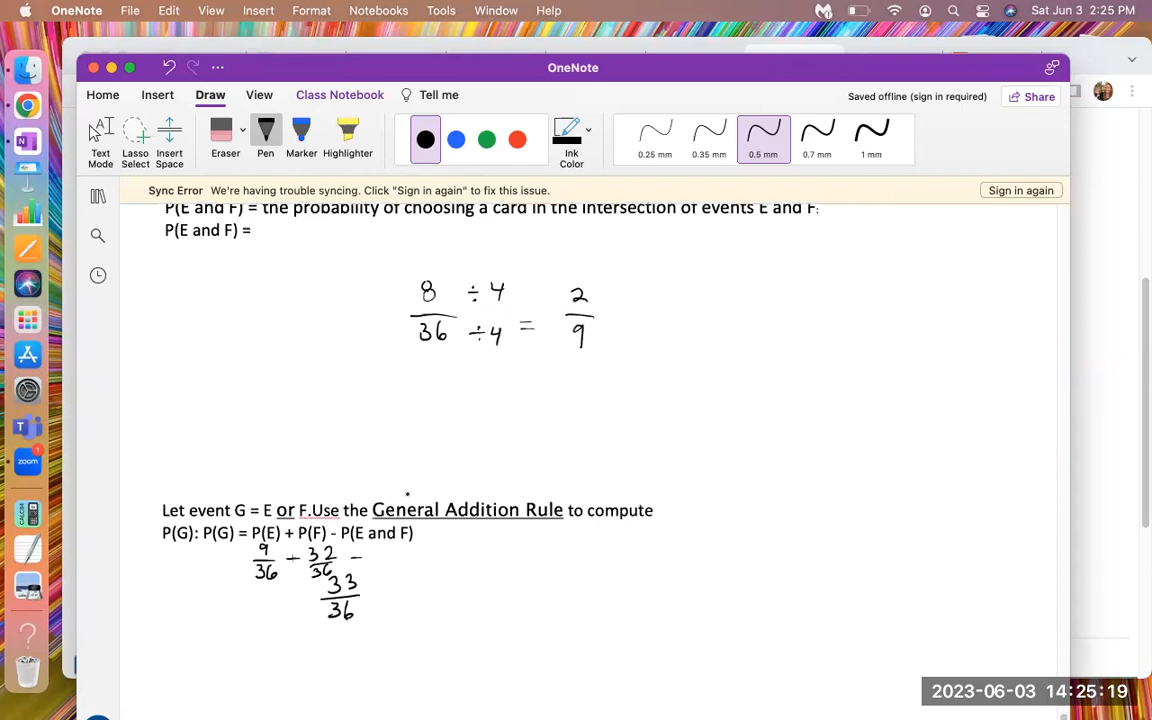 OneNote File Edit View Insert Format Notebooks Tools Window Help Sat Jun 3 2:25 PM
OneNote
Home Insert Draw View Class Notebook Tell me Saved offline (sign in required) Share
Text Mode
Lasso Select
Insert Space
Eraser
Pen
Marker
Highlighter
Ink Color
0.25 mm 0.35 mm 0.5 mm 0.7 mm 1 mm
Sync Error We're having trouble syncing. Click "Sign in again" to fix this issue. Sign in again
P(E and F) = the probability of choosing a card in the intersection of events E and F:
P(E and F) =
8/36 ÷4/÷4 = 2/9
Let event G = E or F.Use the General Addition Rule to compute
P(G): P(G) = P(E) + P(F) - P(E and F)
9/36 + 32/36 −
33/36
zoom
1
2023-06-03 14:25:19